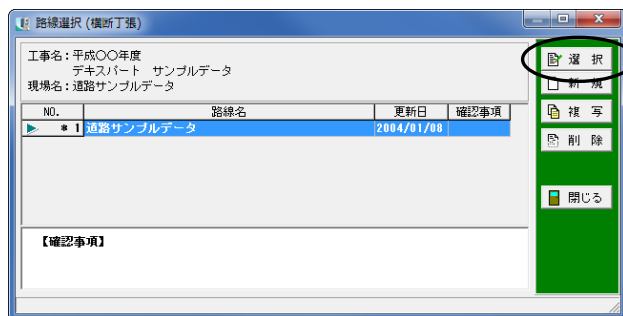 路線選択 (横断丁張)
工事名：平成〇〇年度
デキスパート サンプルデータ
現場名：道路サンプルデータ
NO. 路線名 更新日 確認事項
* 1 道路サンプルデータ 2004/01/08
【確認事項】
選 択
新 規
複 写
削 除
閉じる